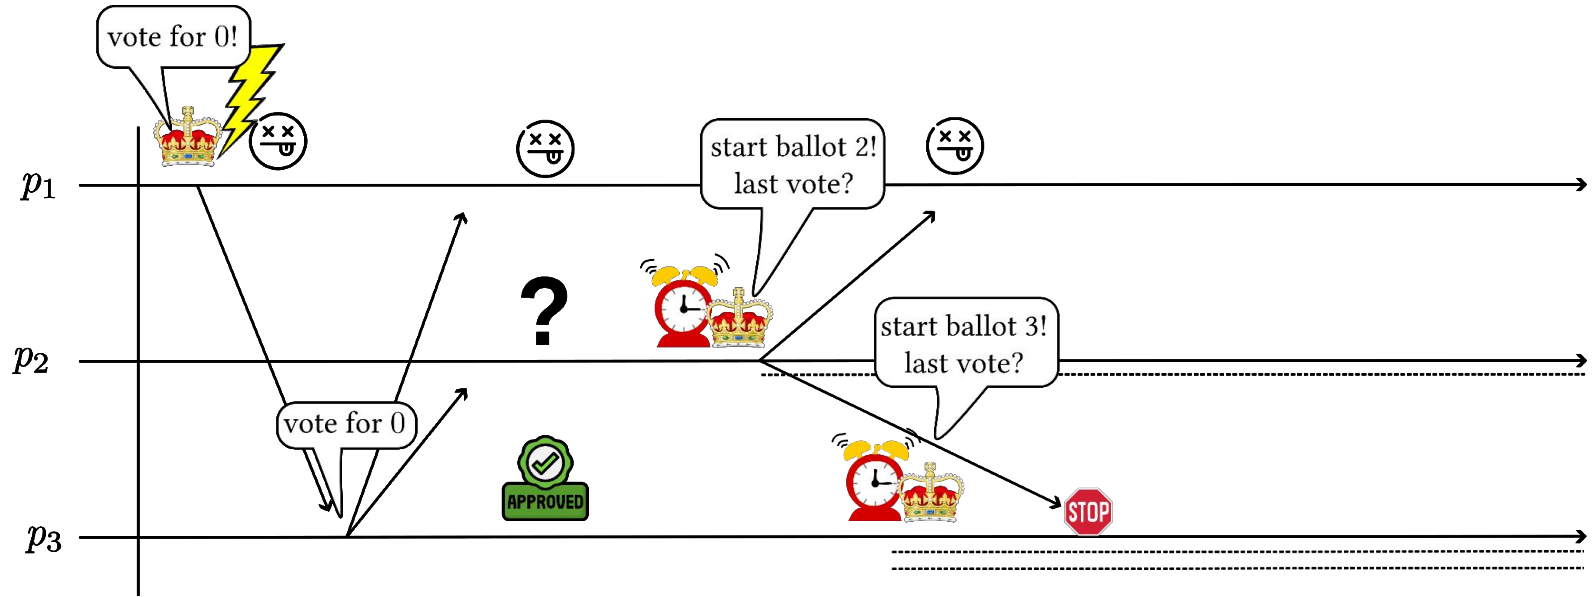 vote for 0!
p1
start ballot 2!
last vote?
?
p2
start ballot 3!
last vote?
vote for 0
APPROVED
STOP
p3